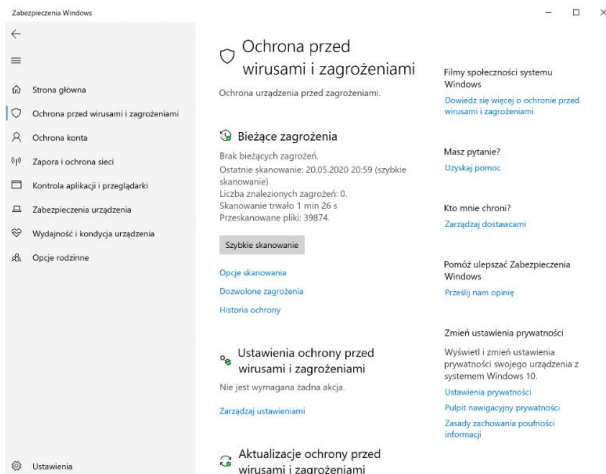 Zabezpieczenia Windows
Strona główna
Ochrona przed wirusami i zagrożeniami
Ochrona konta
Zapora i ochrona sieci
Kontrola aplikacji i przeglądarki
Zabezpieczenia urządzenia
Wydajność i kondycja urządzenia
Opcje rodzinne
Ustawienia
Ochrona przed
wirusami i zagrożeniami
Ochrona urządzenia przed zagrożeniami.
Bieżące zagrożenia
Brak bieżących zagrożeń.
Ostatnie skanowanie: 20.05.2020 20:59 (szybkie
skanowanie)
Liczba znalezionych zagrożeń: 0.
Skanowanie trwało 1 min 26 s
Przeskanowane pliki: 39874.
Szybkie skanowanie
Opcje skanowania
Dozwolone zagrożenia
Historia ochrony
Ustawienia ochrony przed
wirusami i zagrożeniami
Nie jest wymagana żadna akcja.
Zarządzaj ustawieniami
Aktualizacje ochrony przed
wirusami i zagrożeniami
Filmy społeczności systemu
Windows
Dowiedz się więcej o ochronie przed
wirusami i zagrożeniami
Masz pytanie?
Uzyskaj pomoc
Kto mnie chroni?
Zarządzaj dostawcami
Pomóż ulepszać Zabezpieczenia
Windows
Prześlij nam opinię
Zmień ustawienia prywatności
Wyświetl i zmień ustawienia
prywatności swojego urządzenia z
systemem Windows 10.
Ustawienia prywatności
Pulpit nawigacyjny prywatności
Zasady zachowania poufności
informacji